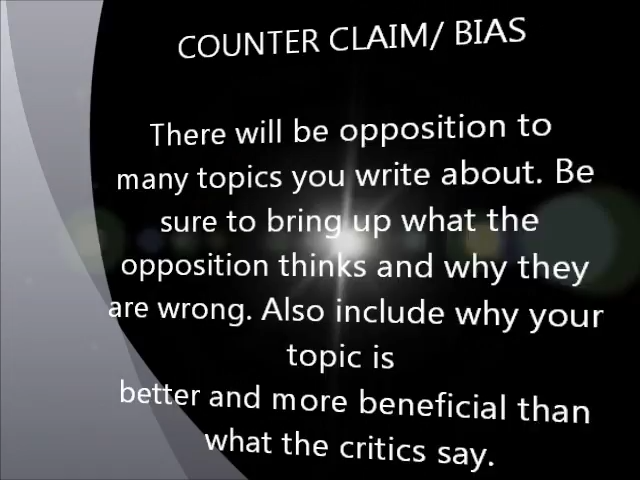 COUNTER CLAIM/ BIAS
There will be opposition to
many topics you write about. Be
sure to bring up what the
opposition thinks and why they
are wrong. Also include why your
topic is
better and more beneficial than
what the critics say.